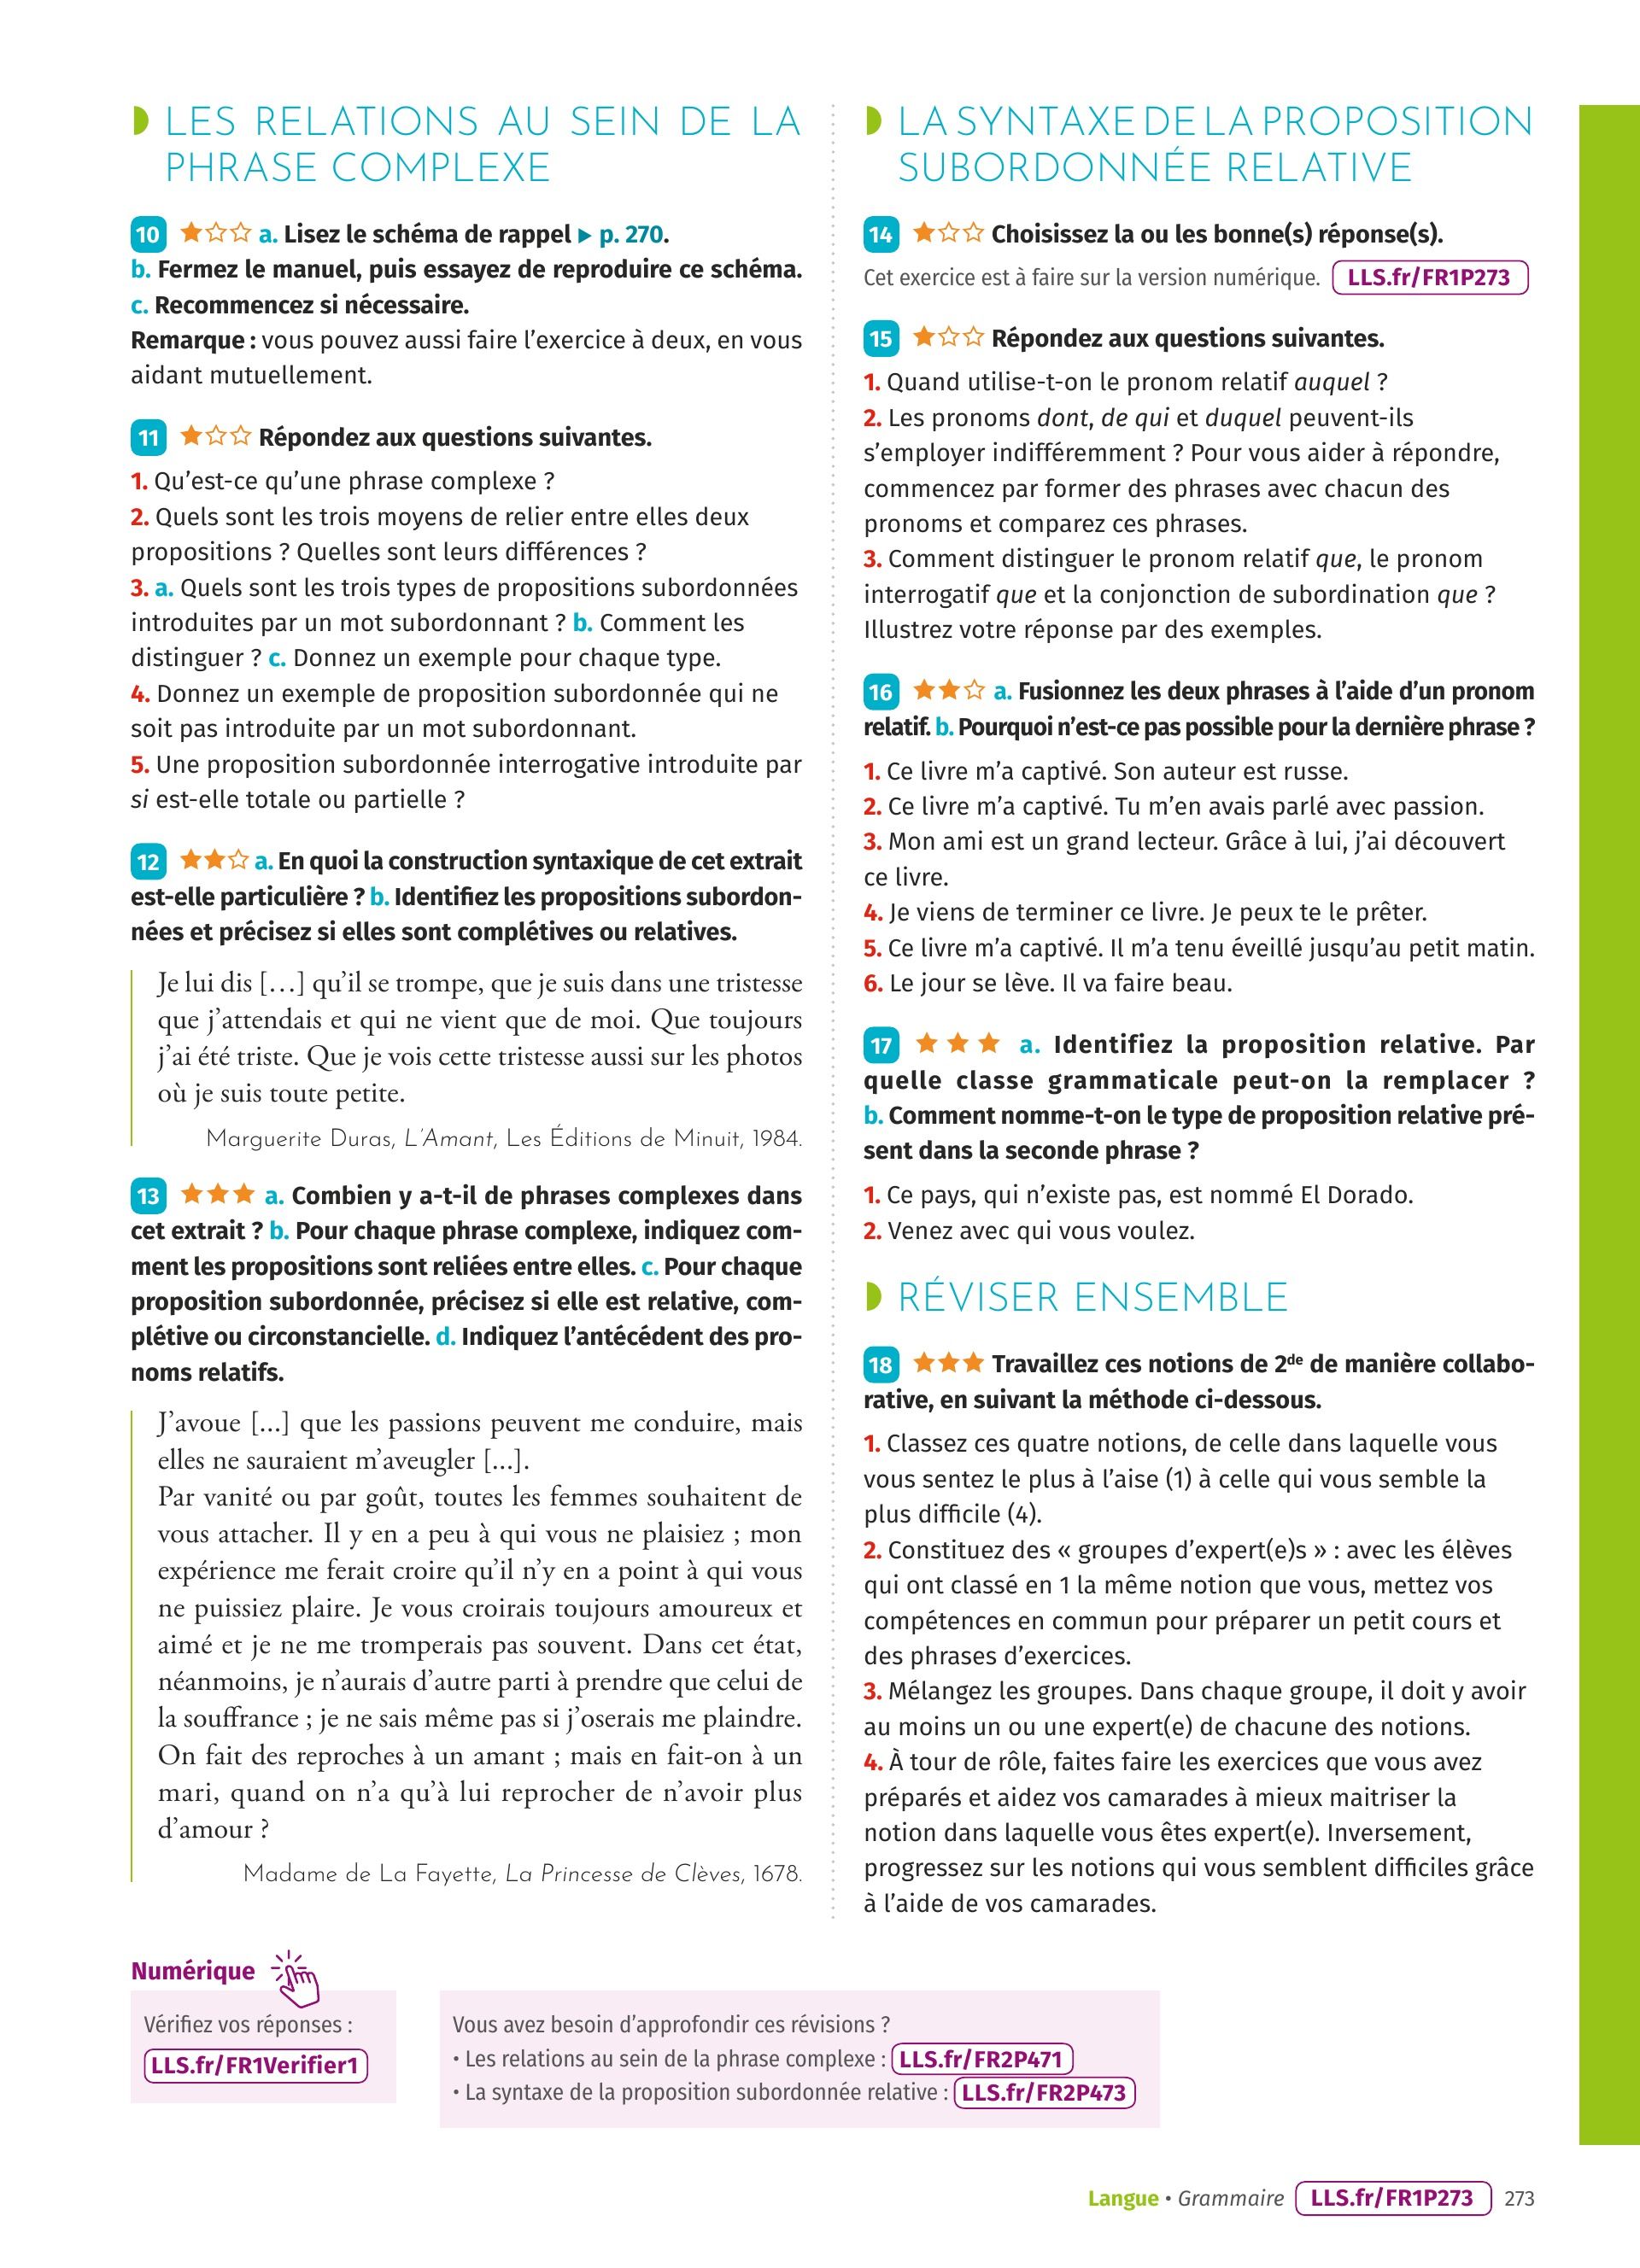 LES RELATIONS AU SEIN DE LA
PHRASE COMPLEXE
10 a. Lisez le schéma de rappel ▶ p. 270.
b. Fermez le manuel, puis essayez de reproduire ce schéma.
c. Recommencez si nécessaire.
Remarque : vous pouvez aussi faire l’exercice à deux, en vous
aidant mutuellement.
11 Répondez aux questions suivantes.
1. Qu’est-ce qu’une phrase complexe ?
2. Quels sont les trois moyens de relier entre elles deux
propositions ? Quelles sont leurs différences ?
3. a. Quels sont les trois types de propositions subordonnées
introduites par un mot subordonnant ? b. Comment les
distinguer ? c. Donnez un exemple pour chaque type.
4. Donnez un exemple de proposition subordonnée qui ne
soit pas introduite par un mot subordonnant.
5. Une proposition subordonnée interrogative introduite par
si est-elle totale ou partielle ?
12 a. En quoi la construction syntaxique de cet extrait
est-elle particulière ? b. Identifiez les propositions subordon-
nées et précisez si elles sont complétives ou relatives.
Je lui dis […] qu’il se trompe, que je suis dans une tristesse
que j’attendais et qui ne vient que de moi. Que toujours
j’ai été triste. Que je vois cette tristesse aussi sur les photos
où je suis toute petite.
Marguerite Duras, L’Amant, Les Éditions de Minuit, 1984.
13 a. Combien y a-t-il de phrases complexes dans
cet extrait ? b. Pour chaque phrase complexe, indiquez com-
ment les propositions sont reliées entre elles. c. Pour chaque
proposition subordonnée, précisez si elle est relative, com-
plétive ou circonstancielle. d. Indiquez l’antécédent des pro-
noms relatifs.
J’avoue [...] que les passions peuvent me conduire, mais
elles ne sauraient m’aveugler [...].
Par vanité ou par goût, toutes les femmes souhaitent de
vous attacher. Il y en a peu à qui vous ne plaisiez ; mon
expérience me ferait croire qu’il n’y en a point à qui vous
ne puissiez plaire. Je vous croirais toujours amoureux et
aimé et je ne me tromperais pas souvent. Dans cet état,
néanmoins, je n’aurais d’autre parti à prendre que celui de
la souffrance ; je ne sais même pas si j’oserais me plaindre.
On fait des reproches à un amant ; mais en fait-on à un
mari, quand on n’a qu’à lui reprocher de n’avoir plus
d’amour ?
Madame de La Fayette, La Princesse de Clèves, 1678.
LA SYNTAXE DE LA PROPOSITION
SUBORDONNÉE RELATIVE
14 Choisissez la ou les bonne(s) réponse(s).
Cet exercice est à faire sur la version numérique. LLS.fr/FR1P273
15 Répondez aux questions suivantes.
1. Quand utilise-t-on le pronom relatif auquel ?
2. Les pronoms dont, de qui et duquel peuvent-ils
s’employer indifféremment ? Pour vous aider à répondre,
commencez par former des phrases avec chacun des
pronoms et comparez ces phrases.
3. Comment distinguer le pronom relatif que, le pronom
interrogatif que et la conjonction de subordination que ?
Illustrez votre réponse par des exemples.
16 a. Fusionnez les deux phrases à l’aide d’un pronom
relatif. b. Pourquoi n’est-ce pas possible pour la dernière phrase ?
1. Ce livre m’a captivé. Son auteur est russe.
2. Ce livre m’a captivé. Tu m’en avais parlé avec passion.
3. Mon ami est un grand lecteur. Grâce à lui, j’ai découvert
ce livre.
4. Je viens de terminer ce livre. Je peux te le prêter.
5. Ce livre m’a captivé. Il m’a tenu éveillé jusqu’au petit matin.
6. Le jour se lève. Il va faire beau.
17 a. Identifiez la proposition relative. Par
quelle classe grammaticale peut-on la remplacer ?
b. Comment nomme-t-on le type de proposition relative pré-
sent dans la seconde phrase ?
1. Ce pays, qui n’existe pas, est nommé El Dorado.
2. Venez avec qui vous voulez.
RÉVISER ENSEMBLE
18 Travaillez ces notions de 2de de manière collabo-
rative, en suivant la méthode ci-dessous.
1. Classez ces quatre notions, de celle dans laquelle vous
vous sentez le plus à l’aise (1) à celle qui vous semble la
plus difficile (4).
2. Constituez des « groupes d’expert(e)s » : avec les élèves
qui ont classé en 1 la même notion que vous, mettez vos
compétences en commun pour préparer un petit cours et
des phrases d’exercices.
3. Mélangez les groupes. Dans chaque groupe, il doit y avoir
au moins un ou une expert(e) de chacune des notions.
4. À tour de rôle, faites faire les exercices que vous avez
préparés et aidez vos camarades à mieux maitriser la
notion dans laquelle vous êtes expert(e). Inversement,
progressez sur les notions qui vous semblent difficiles grâce
à l’aide de vos camarades.
Numérique
Vérifiez vos réponses :
LLS.fr/FR1Verifier1
Vous avez besoin d’approfondir ces révisions ?
• Les relations au sein de la phrase complexe : LLS.fr/FR2P471
• La syntaxe de la proposition subordonnée relative : LLS.fr/FR2P473
Langue • Grammaire LLS.fr/FR1P273 273